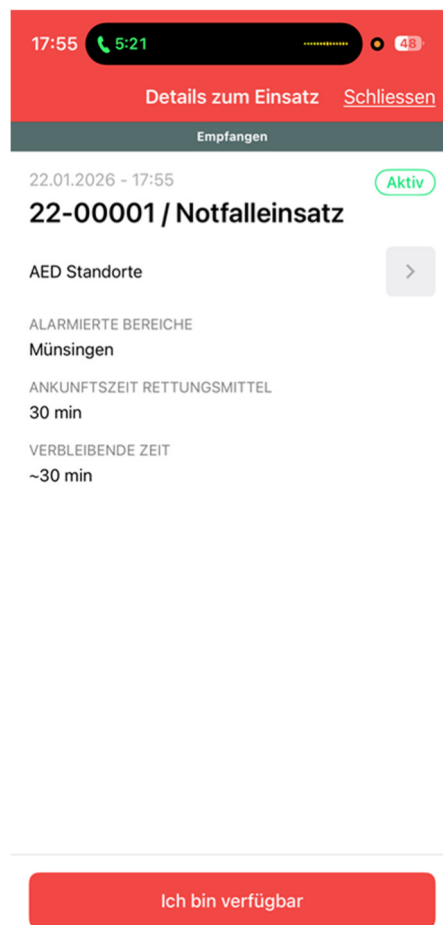 17:55 5:21 48
Details zum Einsatz Schliessen
Empfangen
22.01.2026 - 17:55 Aktiv
22-00001 / Notfalleinsatz
AED Standorte
ALARMIERTE BEREICHE
Münsingen
ANKUNFTSZEIT RETTUNGSMITTEL
30 min
VERBLEIBENDE ZEIT
~30 min
Ich bin verfügbar